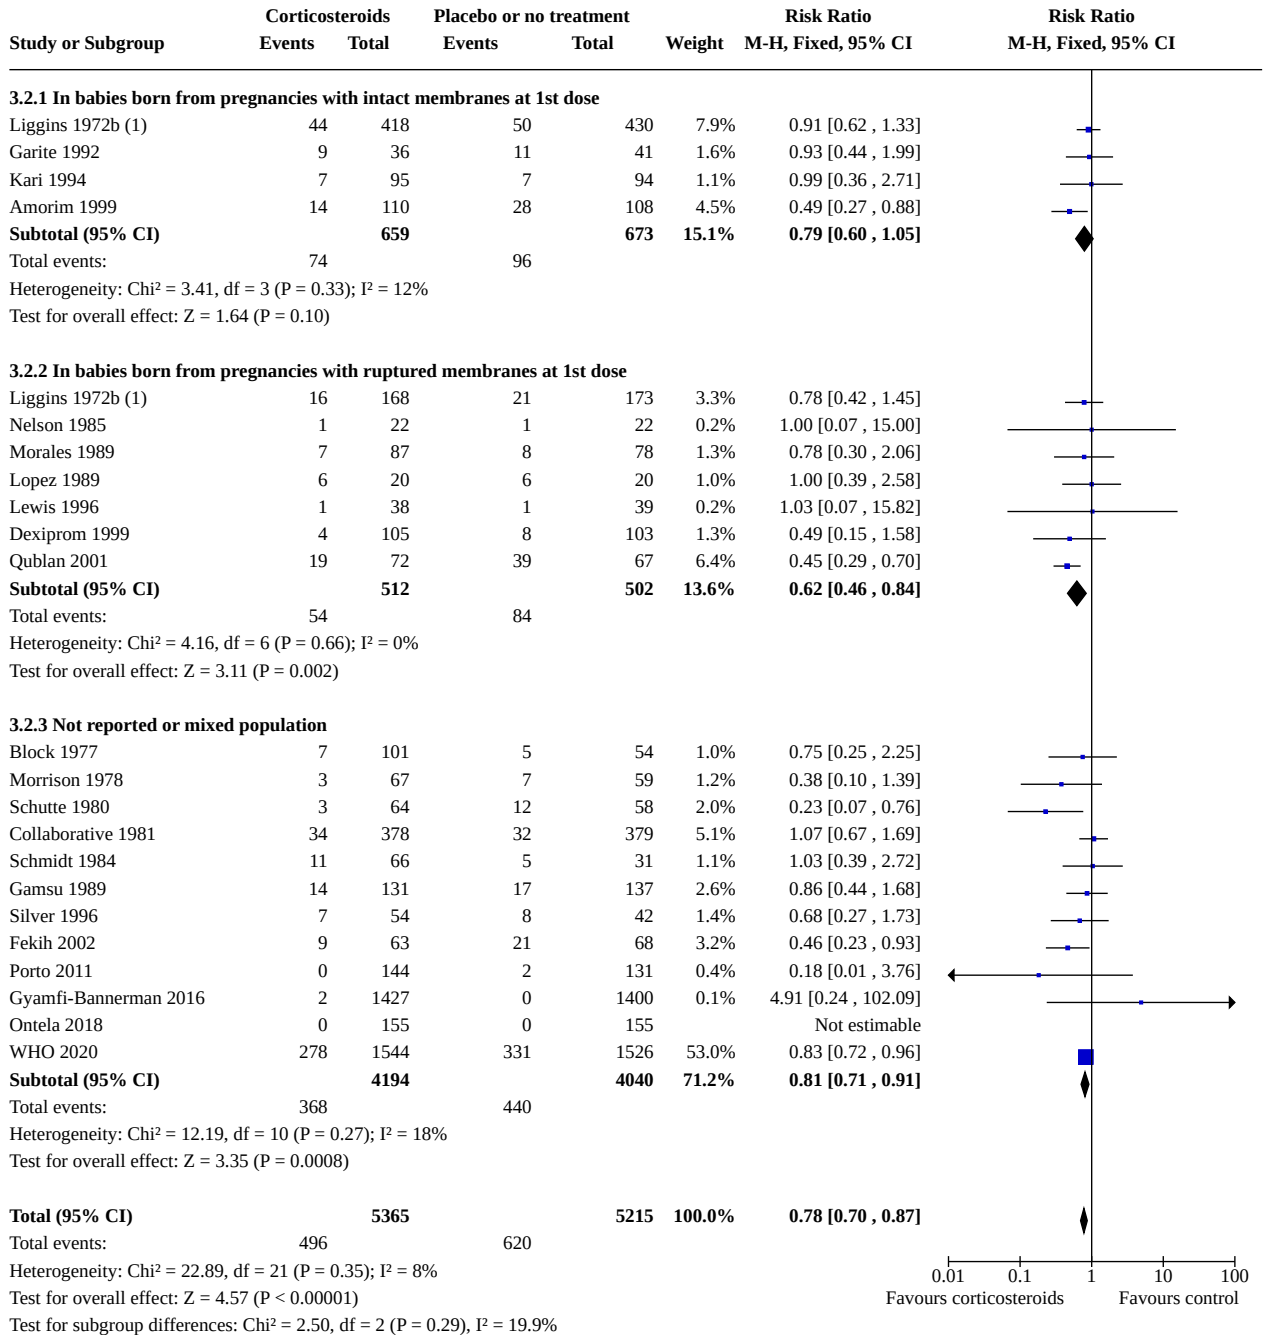 Corticosteroids Placebo or no treatment Risk Ratio Risk Ratio
Study or Subgroup Events Total Events Total Weight M-H, Fixed, 95% CI M-H, Fixed, 95% CI
3.2.1 In babies born from pregnancies with intact membranes at 1st dose
Liggins 1972b (1) 44 418 50 430 7.9% 0.91 [0.62 , 1.33]
Garite 1992 9 36 11 41 1.6% 0.93 [0.44 , 1.99]
Kari 1994 7 95 7 94 1.1% 0.99 [0.36 , 2.71]
Amorim 1999 14 110 28 108 4.5% 0.49 [0.27 , 0.88]
Subtotal (95% CI) 659 673 15.1% 0.79 [0.60 , 1.05]
Total events: 74 96
Heterogeneity: Chi² = 3.41, df = 3 (P = 0.33); I² = 12%
Test for overall effect: Z = 1.64 (P = 0.10)
3.2.2 In babies born from pregnancies with ruptured membranes at 1st dose
Liggins 1972b (1) 16 168 21 173 3.3% 0.78 [0.42 , 1.45]
Nelson 1985 1 22 1 22 0.2% 1.00 [0.07 , 15.00]
Morales 1989 7 87 8 78 1.3% 0.78 [0.30 , 2.06]
Lopez 1989 6 20 6 20 1.0% 1.00 [0.39 , 2.58]
Lewis 1996 1 38 1 39 0.2% 1.03 [0.07 , 15.82]
Dexiprom 1999 4 105 8 103 1.3% 0.49 [0.15 , 1.58]
Qublan 2001 19 72 39 67 6.4% 0.45 [0.29 , 0.70]
Subtotal (95% CI) 512 502 13.6% 0.62 [0.46 , 0.84]
Total events: 54 84
Heterogeneity: Chi² = 4.16, df = 6 (P = 0.66); I² = 0%
Test for overall effect: Z = 3.11 (P = 0.002)
3.2.3 Not reported or mixed population
Block 1977 7 101 5 54 1.0% 0.75 [0.25 , 2.25]
Morrison 1978 3 67 7 59 1.2% 0.38 [0.10 , 1.39]
Schutte 1980 3 64 12 58 2.0% 0.23 [0.07 , 0.76]
Collaborative 1981 34 378 32 379 5.1% 1.07 [0.67 , 1.69]
Schmidt 1984 11 66 5 31 1.1% 1.03 [0.39 , 2.72]
Gamsu 1989 14 131 17 137 2.6% 0.86 [0.44 , 1.68]
Silver 1996 7 54 8 42 1.4% 0.68 [0.27 , 1.73]
Fekih 2002 9 63 21 68 3.2% 0.46 [0.23 , 0.93]
Porto 2011 0 144 2 131 0.4% 0.18 [0.01 , 3.76]
Gyamfi-Bannerman 2016 2 1427 0 1400 0.1% 4.91 [0.24 , 102.09]
Ontela 2018 0 155 0 155 Not estimable
WHO 2020 278 1544 331 1526 53.0% 0.83 [0.72 , 0.96]
Subtotal (95% CI) 4194 4040 71.2% 0.81 [0.71 , 0.91]
Total events: 368 440
Heterogeneity: Chi² = 12.19, df = 10 (P = 0.27); I² = 18%
Test for overall effect: Z = 3.35 (P = 0.0008)
Total (95% CI) 5365 5215 100.0% 0.78 [0.70 , 0.87]
Total events: 496 620
Heterogeneity: Chi² = 22.89, df = 21 (P = 0.35); I² = 8%
0.01 0.1 1 10 100
Test for overall effect: Z = 4.57 (P < 0.00001) Favours corticosteroids Favours control
Test for subgroup differences: Chi² = 2.50, df = 2 (P = 0.29), I² = 19.9%